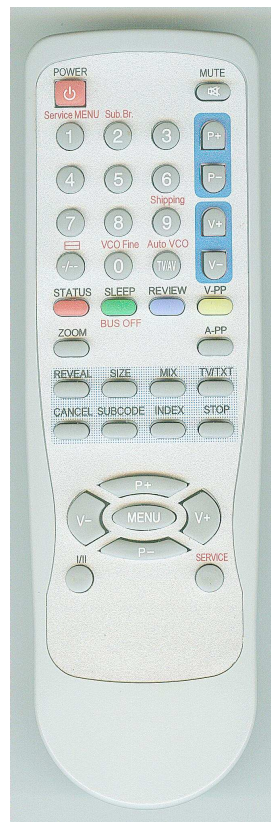 POWER MUTE
Service MENU Sub. Br.
1 2 3 P+
4 5 6 P-
Shipping
7 8 9 V+
VCO Fine Auto VCO
-/-- 0 TV/AV V-
STATUS SLEEP REVIEW V-PP
BUS OFF
ZOOM A-PP
REVEAL SIZE MIX TV/TXT
CANCEL SUBCODE INDEX STOP
P+
V- MENU V+
P-
I/II SERVICE